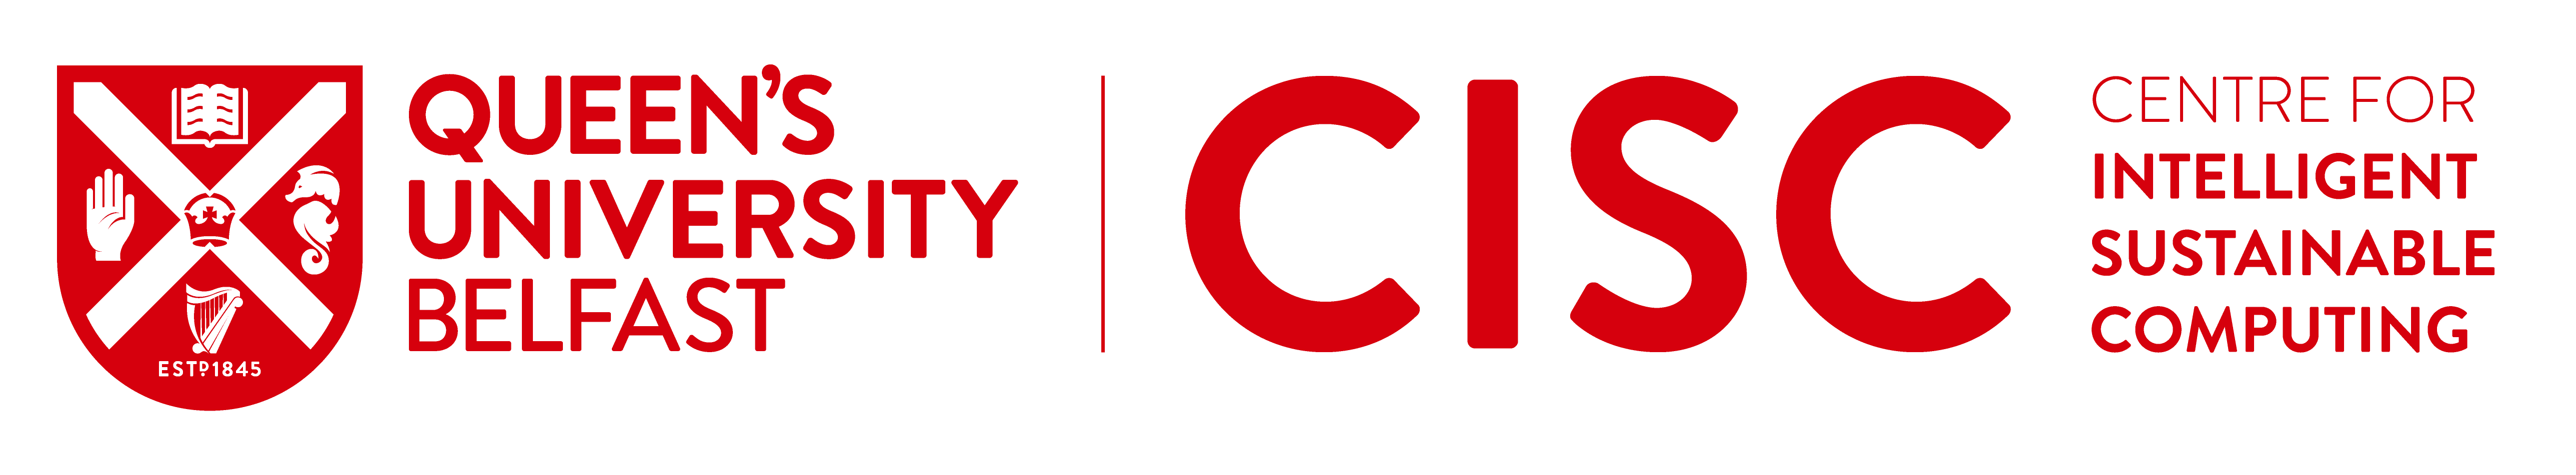 QUEEN'S
UNIVERSITY
BELFAST
ESTD 1845
CISC
CENTRE FOR
INTELLIGENT
SUSTAINABLE
COMPUTING